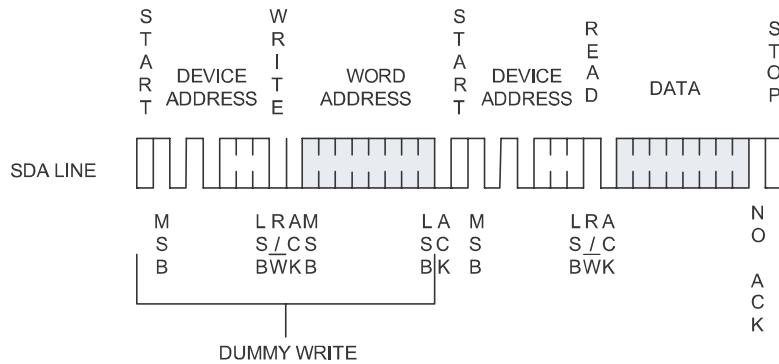 START
DEVICE
ADDRESS
WRITE
WORD
ADDRESS
START
DEVICE
ADDRESS
READ
DATA
STOP
SDA LINE
MSB
LSB
R/W
ACK
MSB
LSB
ACK
MSB
LSB
R/W
ACK
NO ACK
DUMMY WRITE